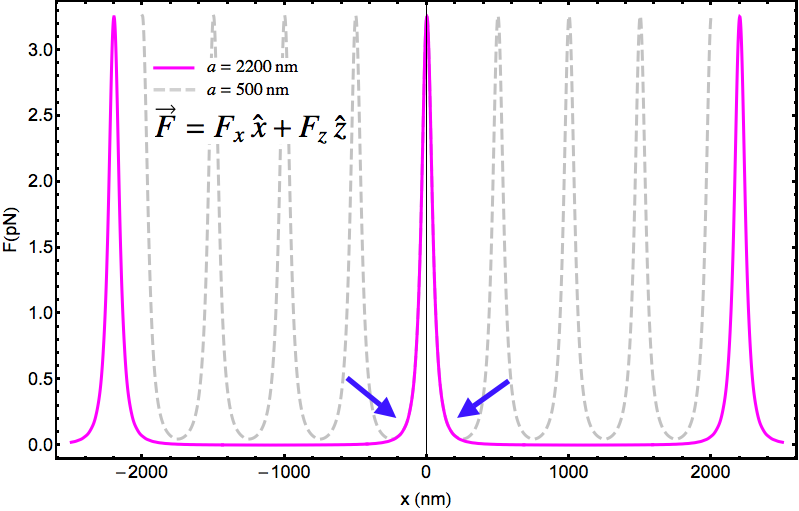 3.0
2.5
2.0
1.5
1.0
0.5
0.0
F(pN)
a = 2200 nm
a = 500 nm
F⃗ = Fₓ x̂ + F_z ẑ
−2000 −1000 0 1000 2000
x (nm)